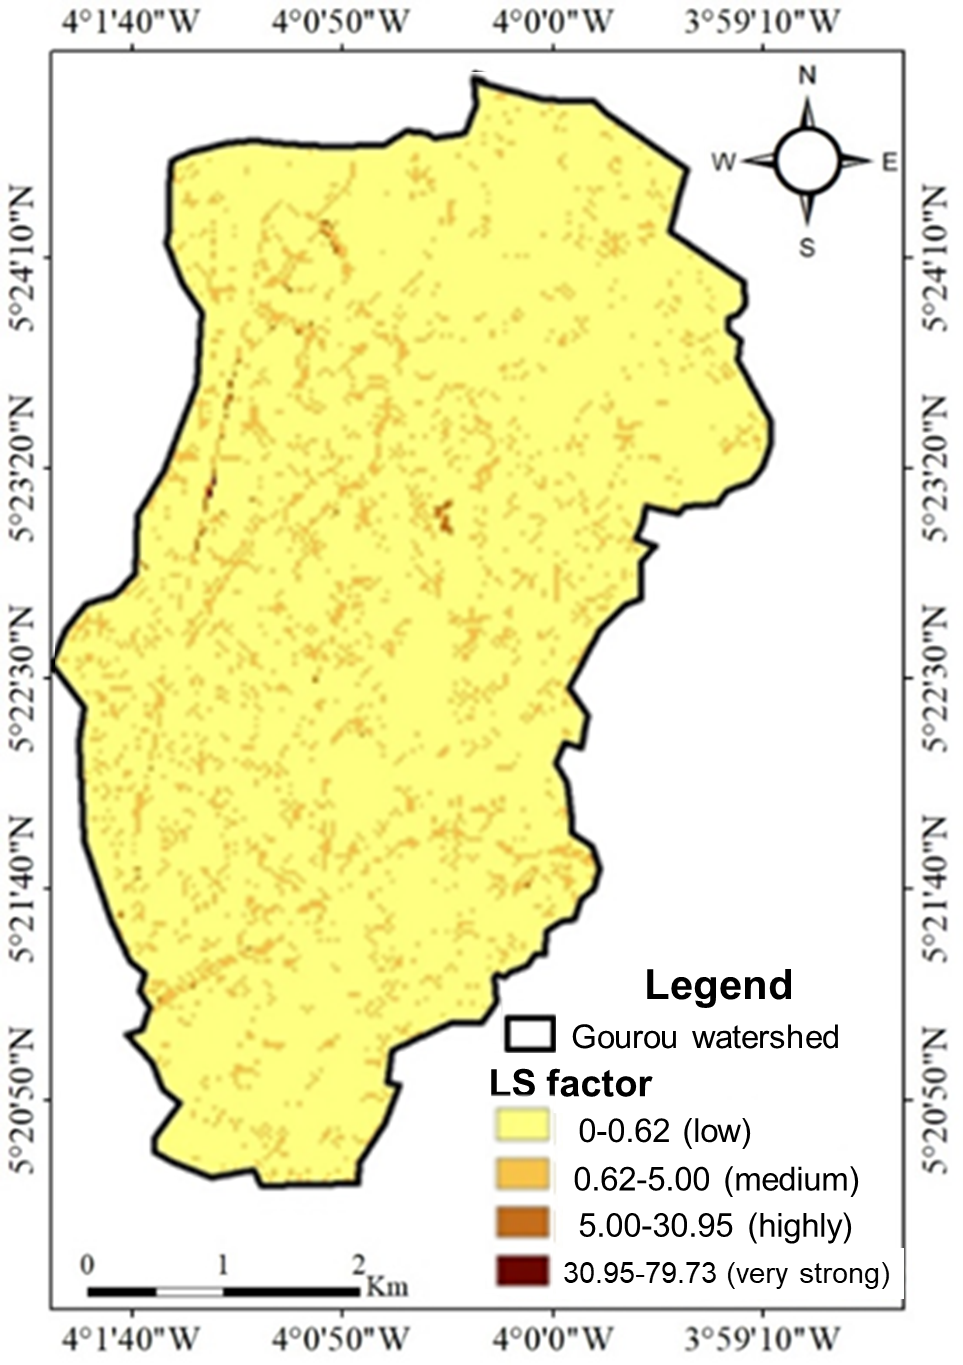 4°1'40"W 4°0'50"W 4°0'0"W 3°59'10"W
N
W E
S
5°24'10"N 5°24'10"N
5°23'20"N 5°23'20"N
5°22'30"N 5°22'30"N
5°21'40"N 5°21'40"N
5°20'50"N 5°20'50"N
Legend
Gourou watershed
LS factor
0-0.62 (low)
0.62-5.00 (medium)
5.00-30.95 (highly)
30.95-79.73 (very strong)
0 1 2
Km
4°1'40"W 4°0'50"W 4°0'0"W 3°59'10"W